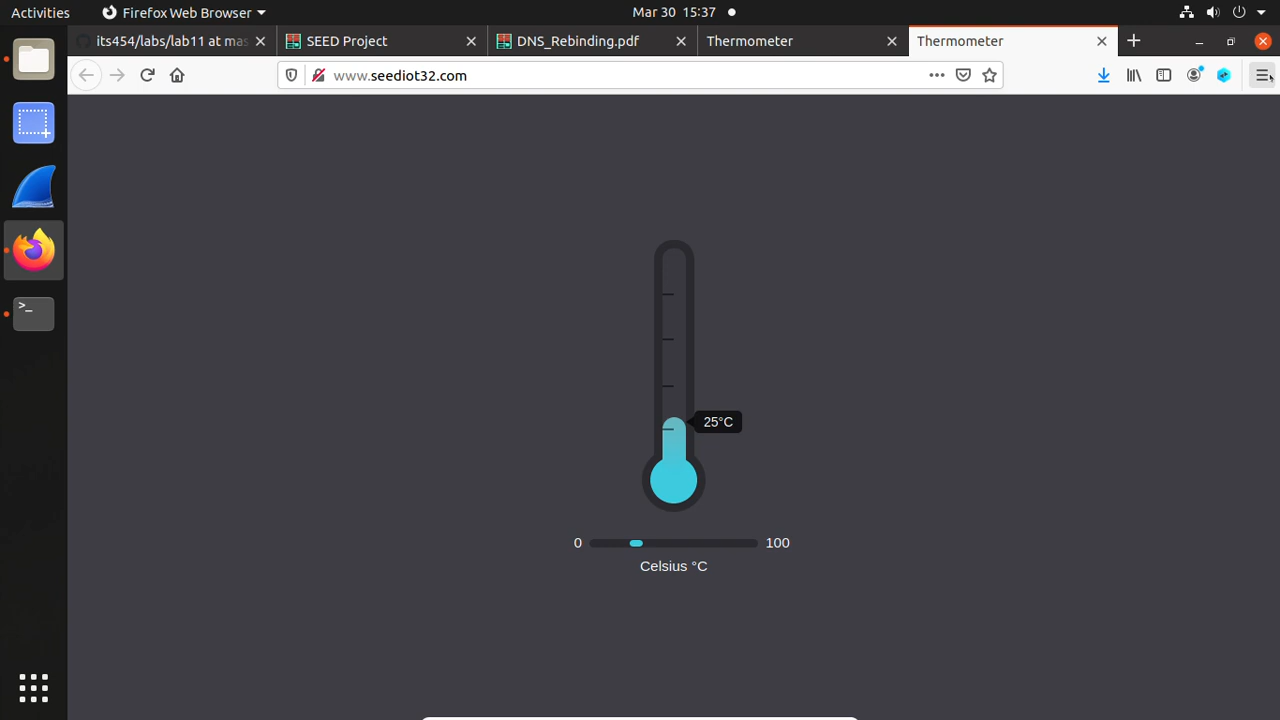 Activities
Firefox Web Browser
Mar 30 15:37
its454/labs/lab11 at mas
SEED Project
DNS_Rebinding.pdf
Thermometer
Thermometer
www.seediot32.com
25°C
0
100
Celsius °C